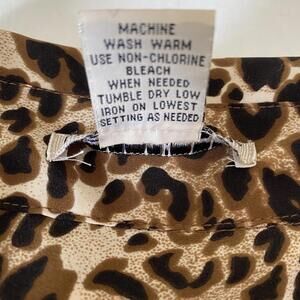 MACHINE
WASH WARM
USE NON-CHLORINE
BLEACH
WHEN NEEDED
TUMBLE DRY LOW
IRON ON LOWEST
SETTING AS NEEDED